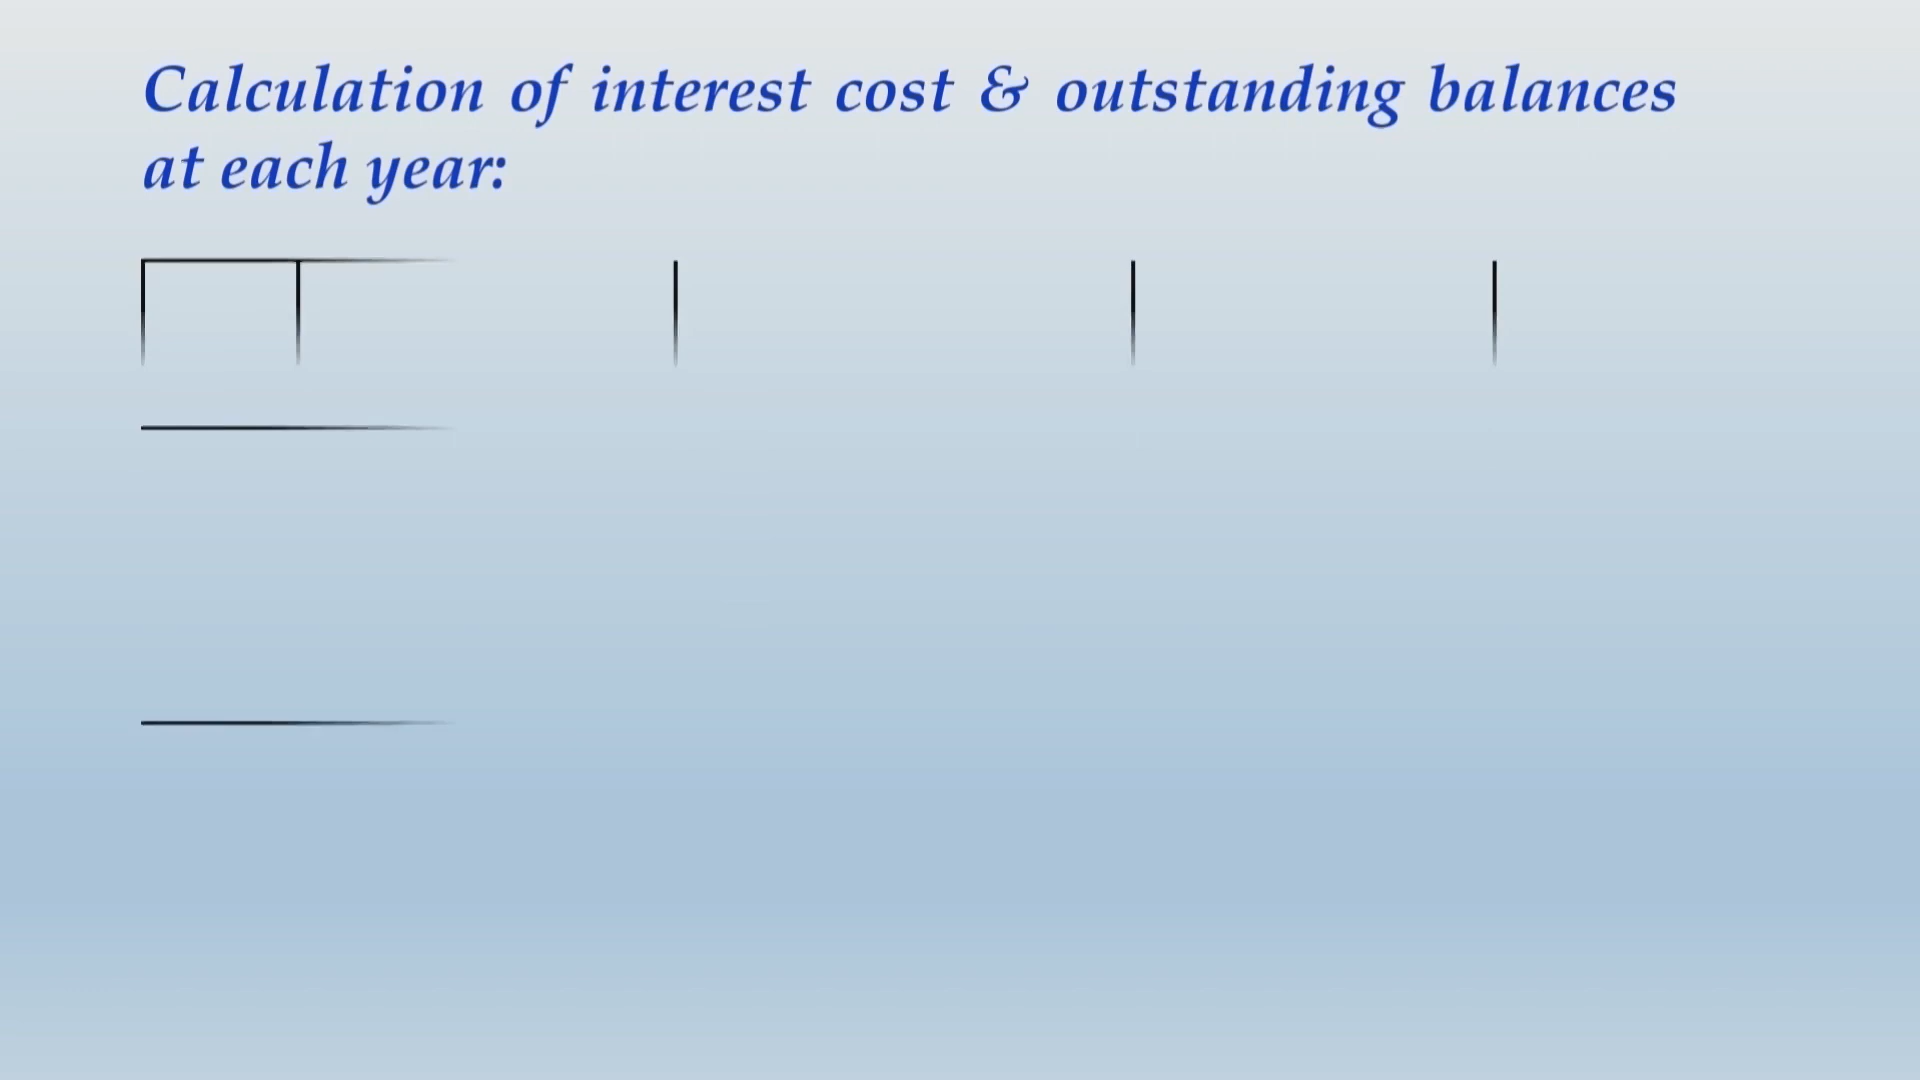 Calculation of interest cost & outstanding balances
at each year: